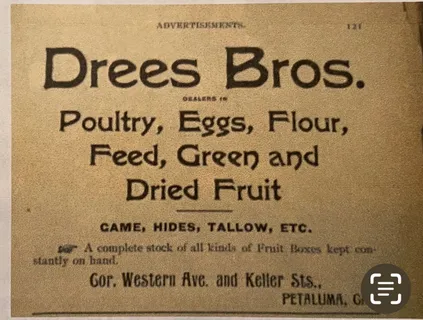 ADVERTISEMENTS. 121
Drees Bros.
DEALERS IN
Poultry, Eggs, Flour,
Feed, Green and
Dried Fruit
GAME, HIDES, TALLOW, ETC.
☞ A complete stock of all kinds of Fruit Boxes kept con-
stantly on hand.
Cor. Western Ave. and Keller Sts.,
PETALUMA,